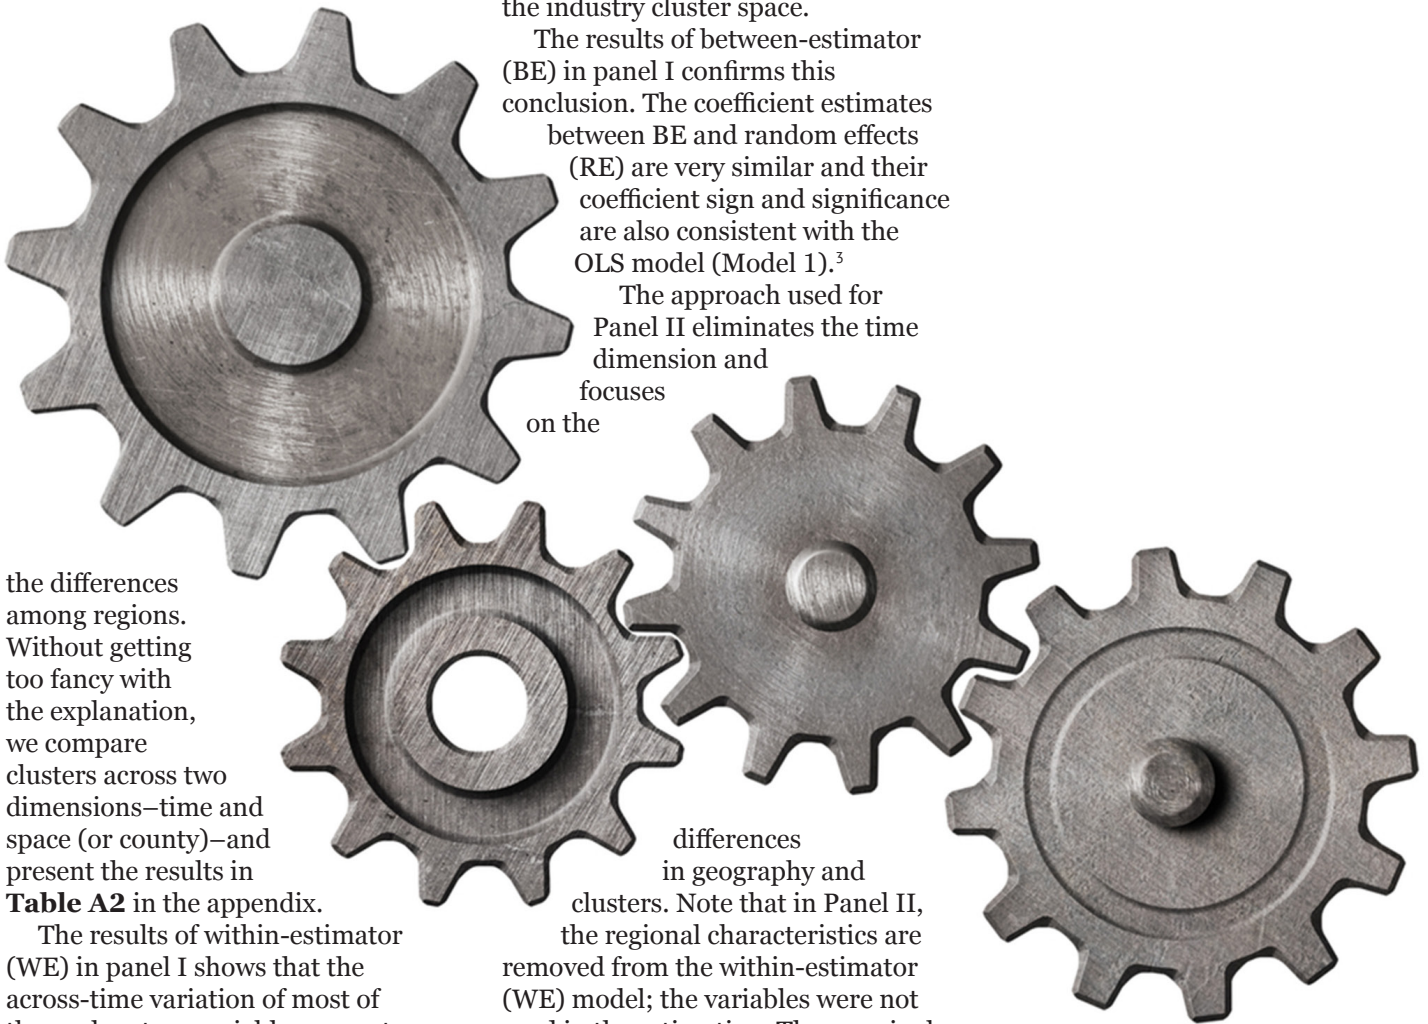 the differences
among regions.
Without getting
too fancy with
the explanation,
we compare
clusters across two
dimensions–time and
space (or county)–and
present the results in
Table A2 in the appendix.
The results of within-estimator
(WE) in panel I shows that the
across-time variation of most of
the industry cluster space.
The results of between-estimator
(BE) in panel I confirms this
conclusion. The coefficient estimates
between BE and random effects
(RE) are very similar and their
coefficient sign and significance
are also consistent with the
OLS model (Model 1).³
The approach used for
Panel II eliminates the time
dimension and
focuses
on the
differences
in geography and
clusters. Note that in Panel II,
the regional characteristics are
removed from the within-estimator
(WE) model; the variables were not